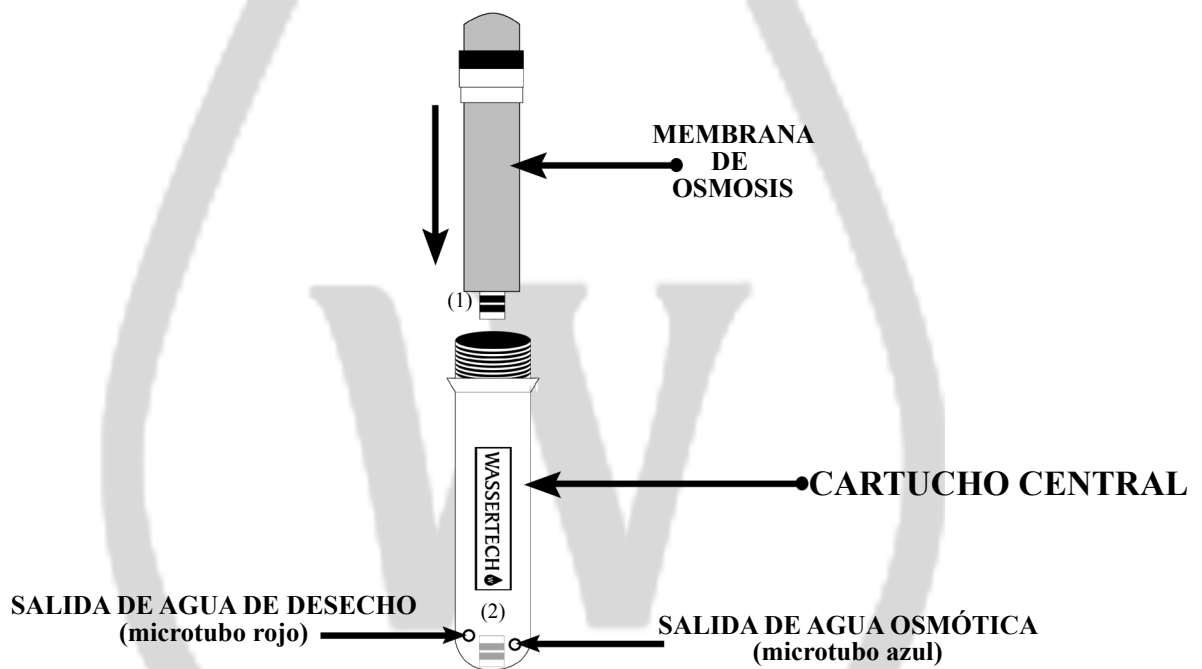 MEMBRANA
DE
OSMOSIS
(1)
WASSERTECH
CARTUCHO CENTRAL
(2)
SALIDA DE AGUA DE DESECHO
(microtubo rojo)
SALIDA DE AGUA OSMÓTICA
(microtubo azul)
W